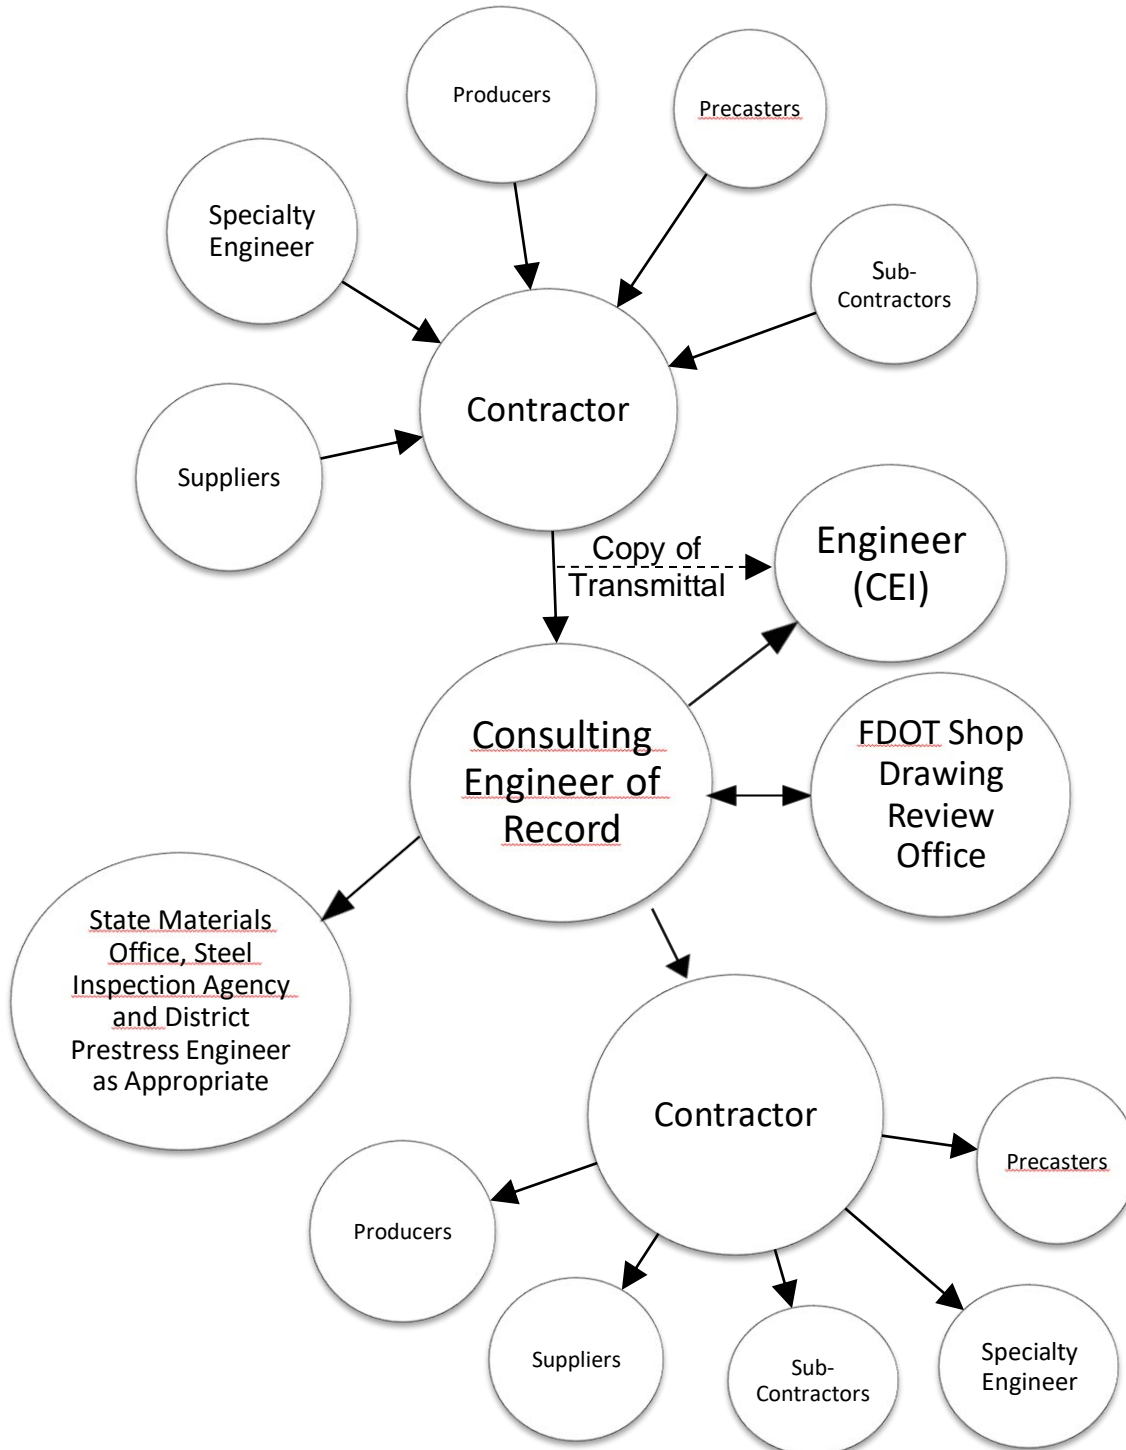 Producers
Precasters
Specialty
Engineer
Sub-
Contractors
Contractor
Suppliers
Copy of
Transmittal
Engineer
(CEI)
Consulting
Engineer of
Record
FDOT Shop
Drawing
Review
Office
State Materials
Office, Steel
Inspection Agency
and District
Prestress Engineer
as Appropriate
Contractor
Precasters
Producers
Suppliers
Sub-
Contractors
Specialty
Engineer